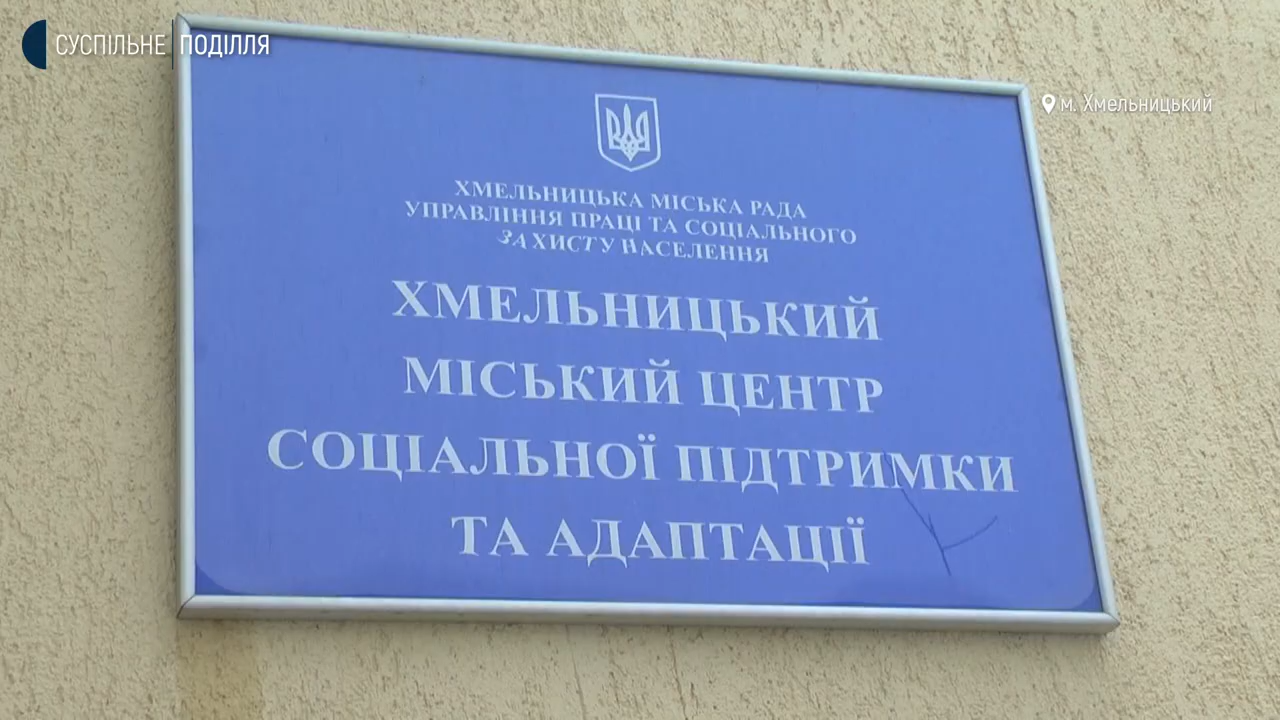 СУСПІЛЬНЕ ПОДІЛЛЯ
м. Хмельницький
ХМЕЛЬНИЦЬКА МІСЬКА РАДА
УПРАВЛІННЯ ПРАЦІ ТА СОЦІАЛЬНОГО
ЗАХИСТУ НАСЕЛЕННЯ
ХМЕЛЬНИЦЬКИЙ
МІСЬКИЙ ЦЕНТР
СОЦІАЛЬНОЇ ПІДТРИМКИ
ТА АДАПТАЦІЇ